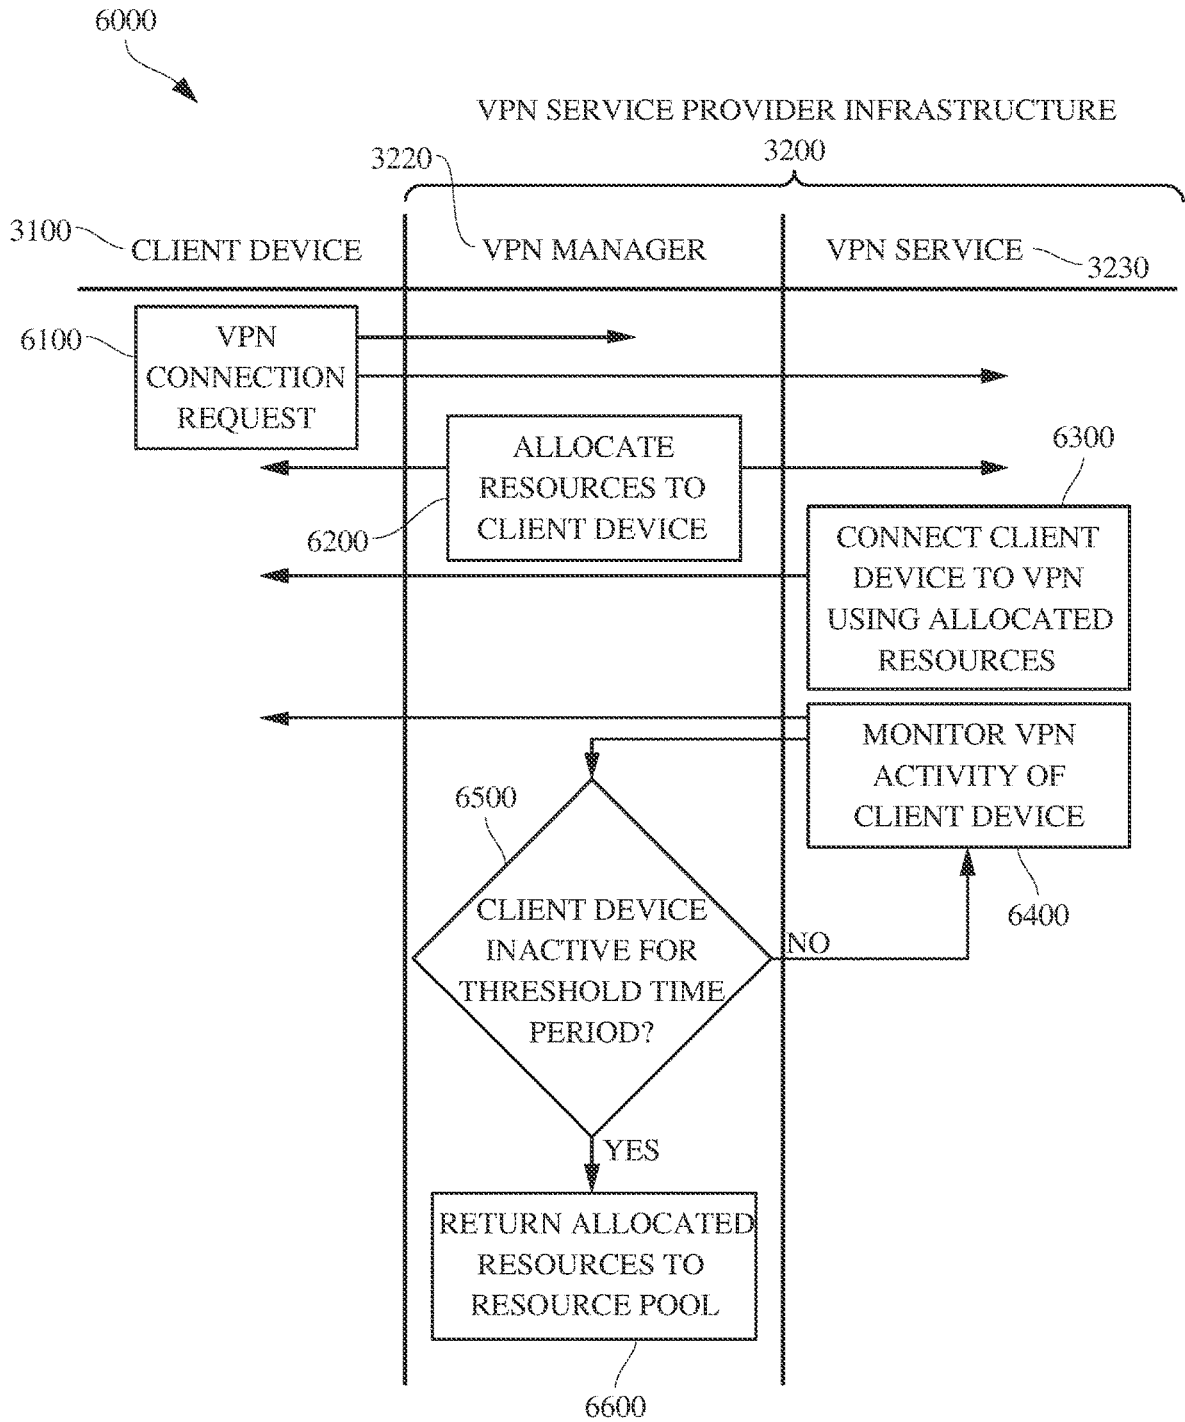 6000
VPN SERVICE PROVIDER INFRASTRUCTURE
3200
3220
3100
CLIENT DEVICE
VPN MANAGER
VPN SERVICE
3230
6100
VPN
CONNECTION
REQUEST
ALLOCATE
RESOURCES TO
CLIENT DEVICE
6200
6300
CONNECT CLIENT
DEVICE TO VPN
USING ALLOCATED
RESOURCES
MONITOR VPN
ACTIVITY OF
CLIENT DEVICE
6400
6500
CLIENT DEVICE
INACTIVE FOR
THRESHOLD TIME
PERIOD?
NO
YES
RETURN ALLOCATED
RESOURCES TO
RESOURCE POOL
6600